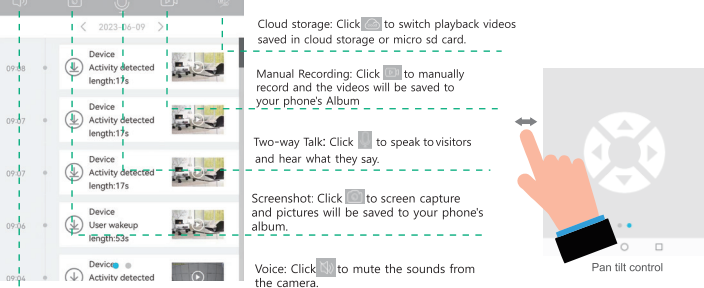 2023-06-09
09:08
Device
Activity detected
length:17s
09:07
Device
Activity detected
length:17s
09:07
Device
Activity detected
length:17s
09:06
Device
User wakeup
length:53s
09:04
Device
Activity detected
Cloud storage: Click to switch playback videos
saved in cloud storage or micro sd card.
Manual Recording: Click to manually
record and the videos will be saved to
your phone's Album
Two-way Talk: Click to speak to visitors
and hear what they say.
Screenshot: Click to screen capture
and pictures will be saved to your phone's
album.
Voice: Click to mute the sounds from
the camera.
Pan tilt control